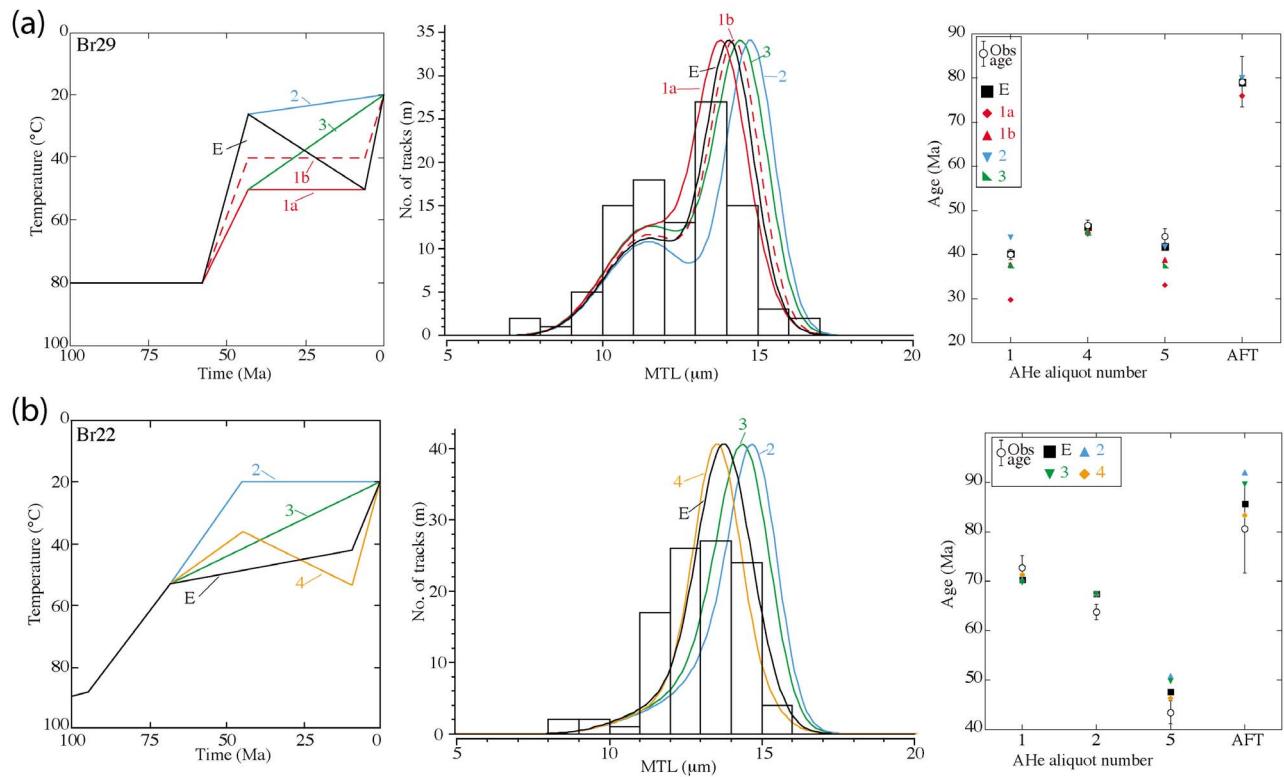 (a)
Br29
0
20
40
60
80
100
Temperature (°C)
2
3
E
1b
1a
100
75
50
25
0
Time (Ma)
35
30
25
20
15
10
5
0
No. of tracks (m)
1b
3
E
2
1a
5
10
15
20
MTL (μm)
90
80
70
60
50
40
30
20
Age (Ma)
Obs age
E
1a
1b
2
3
1
4
5
AFT
AHe aliquot number
(b)
Br22
0
20
40
60
80
100
Temperature (°C)
2
3
4
E
100
75
50
25
0
Time (Ma)
40
30
20
10
0
No. of tracks (m)
3
2
4
E
5
10
15
20
MTL (μm)
90
80
70
60
50
40
Age (Ma)
Obs age
E
2
3
4
1
2
5
AFT
AHe aliquot number